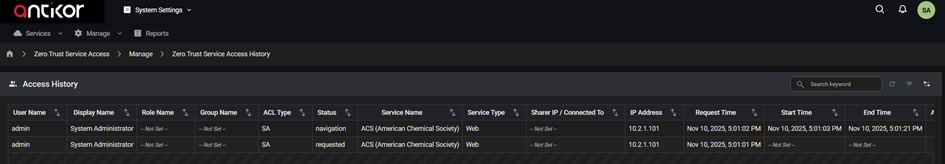 antikor System Settings SA
Services Manage Reports
Zero Trust Service Access > Manage > Zero Trust Service Access History
Access History Search keyword
User Name Display Name Role Name Group Name ACL Type Status Service Name Service Type Sharer IP / Connected To IP Address Request Time Start Time End Time A
admin System Administrator -- Not Set -- -- Not Set -- SA navigation ACS (American Chemical Society) Web -- Not Set -- 10.2.1.101 Nov 10, 2025, 5:01:02 PM Nov 10, 2025, 5:01:03 PM Nov 10, 2025, 5:01:21 PM
admin System Administrator -- Not Set -- -- Not Set -- SA requested ACS (American Chemical Society) Web -- Not Set -- 10.2.1.101 Nov 10, 2025, 5:01:01 PM -- Not Set -- -- Not Set --